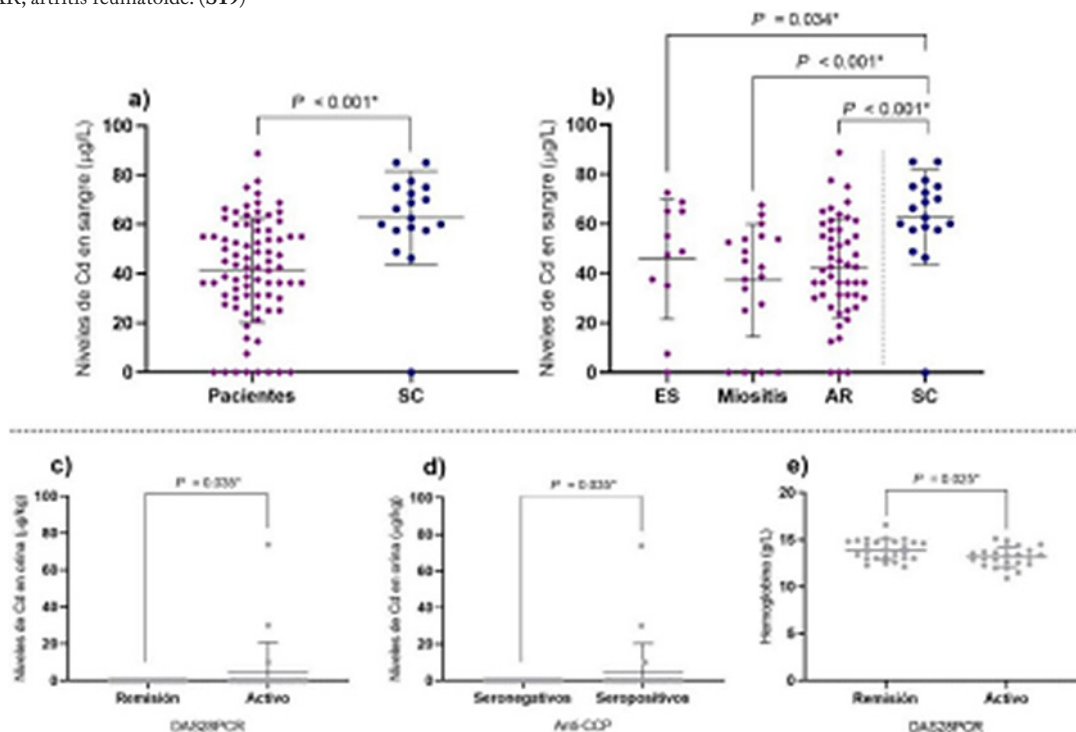 AR, artritis reumatoide. (S19)
a)
P < 0.001*
Niveles de Cd en sangre (µg/L)
100
80
60
40
20
0
Pacientes
SC
b)
P = 0.034*
P < 0.001*
P < 0.001*
Niveles de Cd en sangre (µg/L)
100
80
60
40
20
0
ES
Miositis
AR
SC
c)
P = 0.035*
Niveles de Cd en orina (µg/kg)
100
80
60
40
20
0
Remisión
Activo
DAS28PCR
d)
P = 0.035*
Niveles de Cd en orina (µg/kg)
100
80
60
40
20
0
Seronegativos
Seropositivos
Anti-CCP
e)
P = 0.025*
Hemoglobina (g/L)
20
15
10
5
0
Remisión
Activo
DAS28PCR